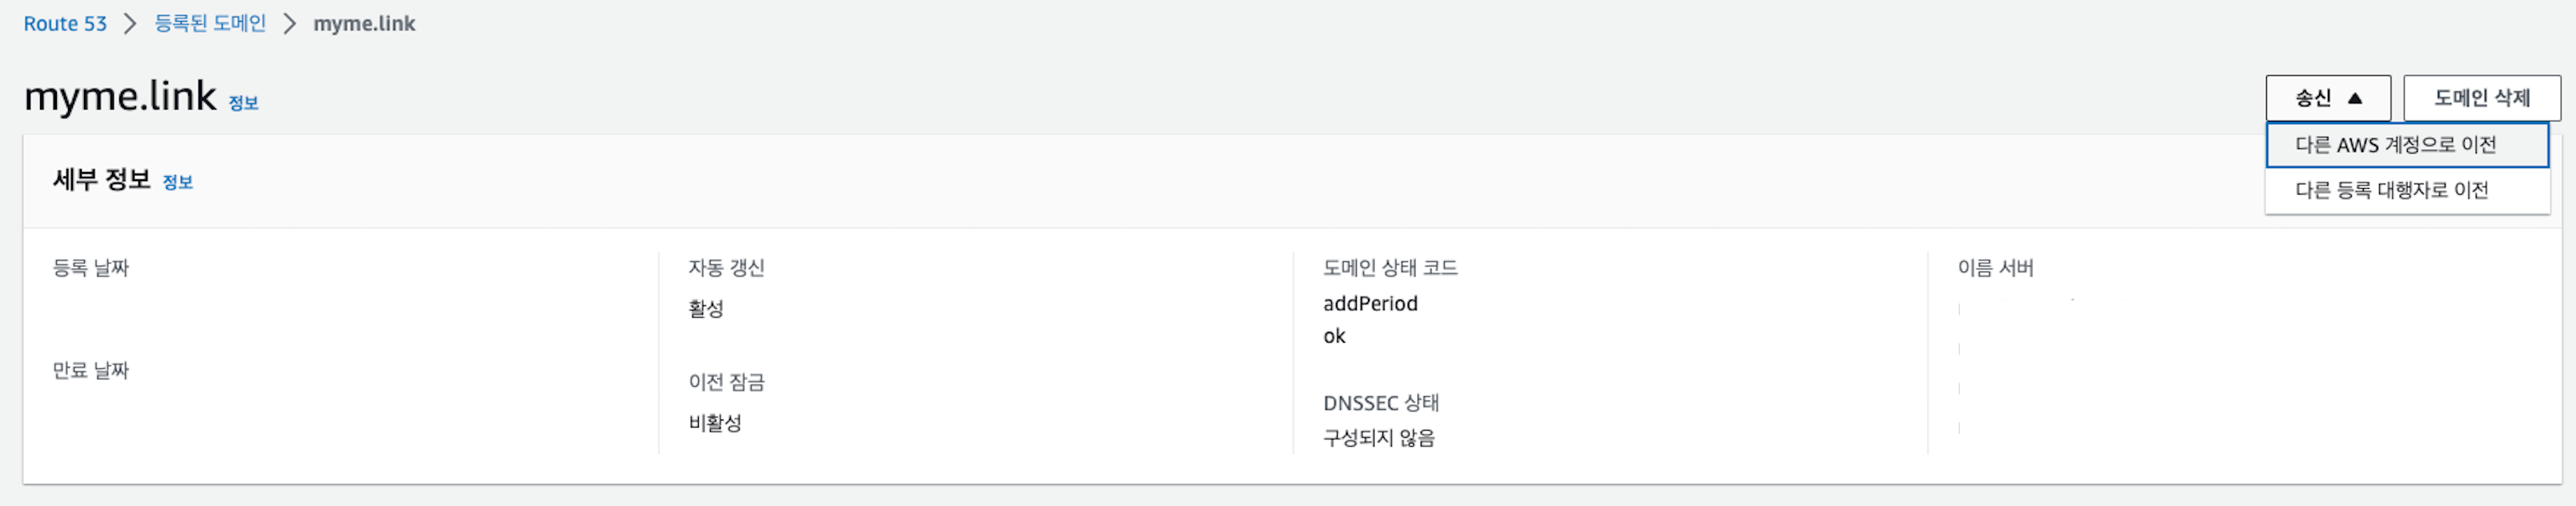 Route 53 > 등록된 도메인 > myme.link
myme.link 정보
송신 ▲
도메인 삭제
다른 AWS 계정으로 이전
다른 등록 대행자로 이전
세부 정보 정보
등록 날짜
만료 날짜
자동 갱신
활성
이전 잠금
비활성
도메인 상태 코드
addPeriod
ok
DNSSEC 상태
구성되지 않음
이름 서버